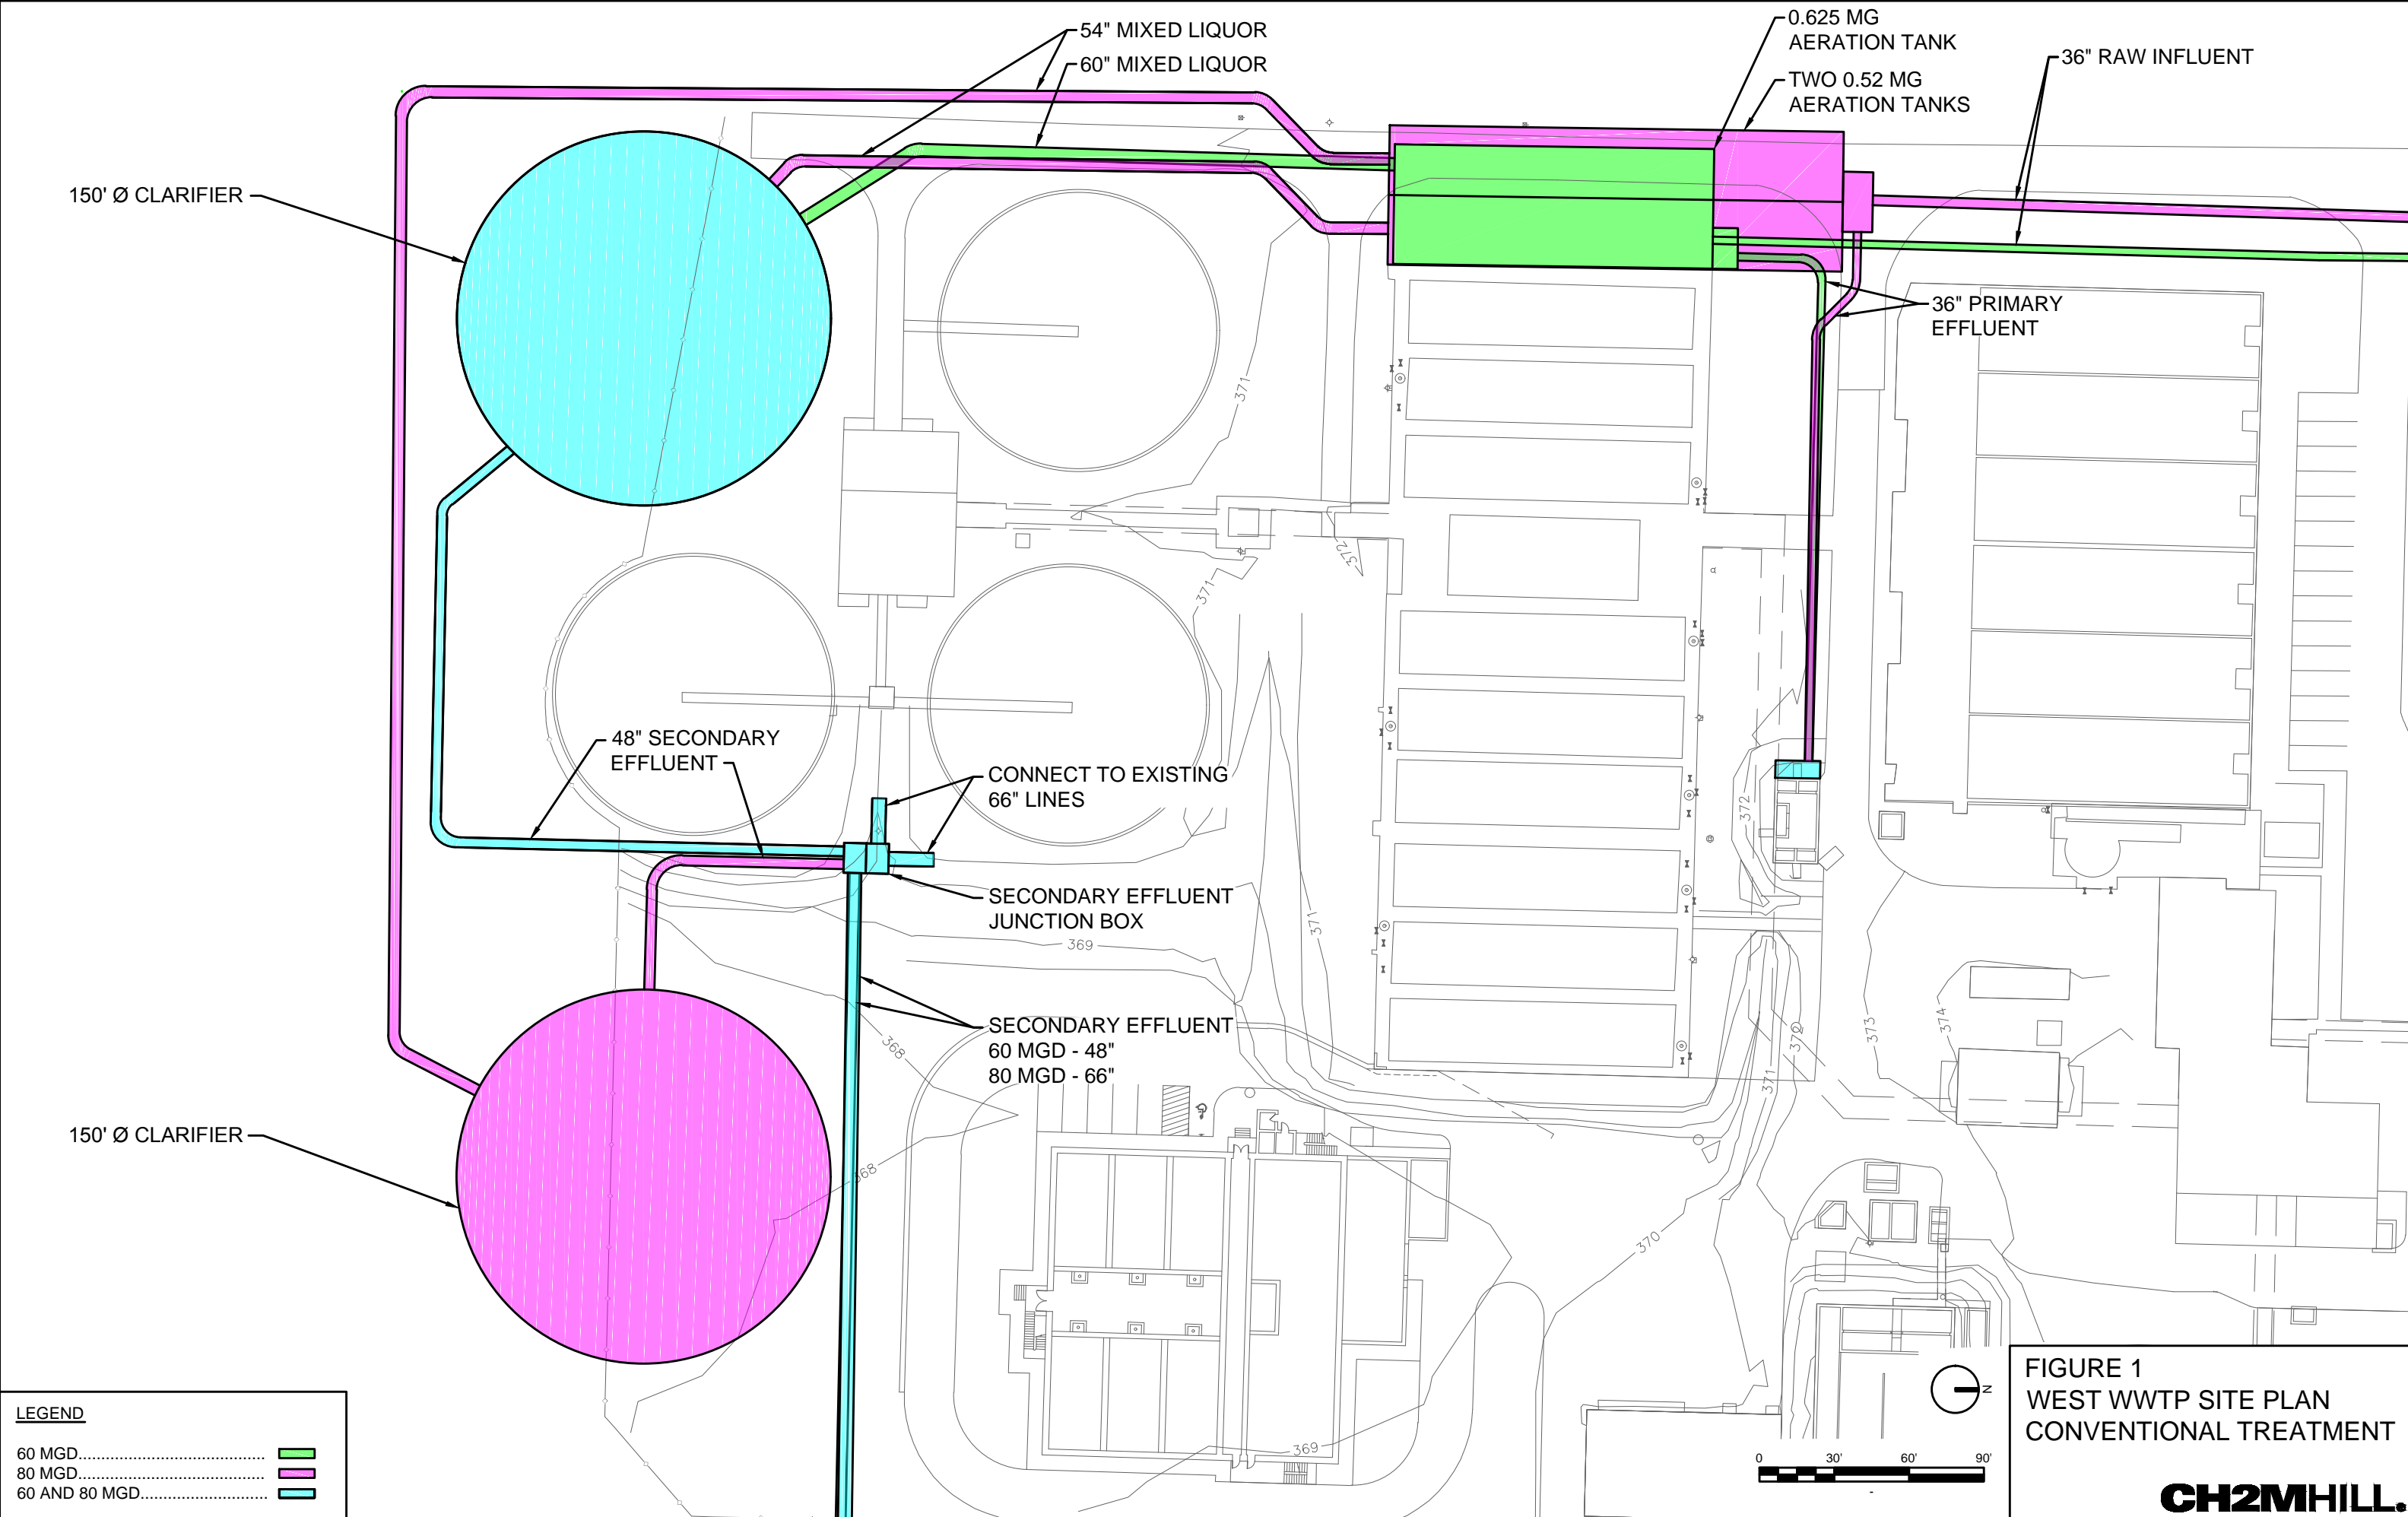 54" MIXED LIQUOR
60" MIXED LIQUOR
0.625 MG
AERATION TANK
TWO 0.52 MG
AERATION TANKS
36" RAW INFLUENT
150' Ø CLARIFIER
36" PRIMARY
EFFLUENT
371
372
371
48" SECONDARY
EFFLUENT
CONNECT TO EXISTING
66" LINES
372
SECONDARY EFFLUENT
JUNCTION BOX
369
371
SECONDARY EFFLUENT
60 MGD - 48"
80 MGD - 66"
368
373
374
372
371
150' Ø CLARIFIER
368
370
369
N
0 30' 60' 90'
-
LEGEND
60 MGD
80 MGD
60 AND 80 MGD
FIGURE 1
WEST WWTP SITE PLAN
CONVENTIONAL TREATMENT
CH2MHILL.